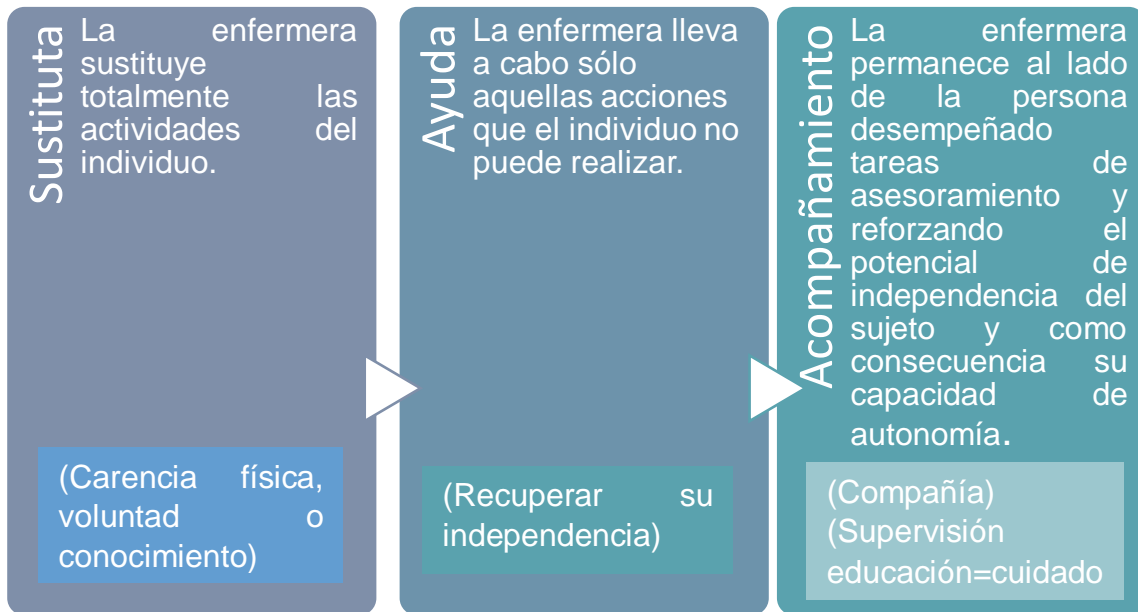 Sustituta
La enfermera
sustituye
totalmente las
actividades del
individuo.
(Carencia física,
voluntad o
conocimiento)
Ayuda
La enfermera lleva
a cabo sólo
aquellas acciones
que el individuo no
puede realizar.
(Recuperar su
independencia)
Acompañamiento
La enfermera
permanece al lado
de la persona
desempeñado
tareas de
asesoramiento y
reforzando el
potencial de
independencia del
sujeto y como
consecuencia su
capacidad de
autonomía.
(Compañía)
(Supervisión
educación=cuidado